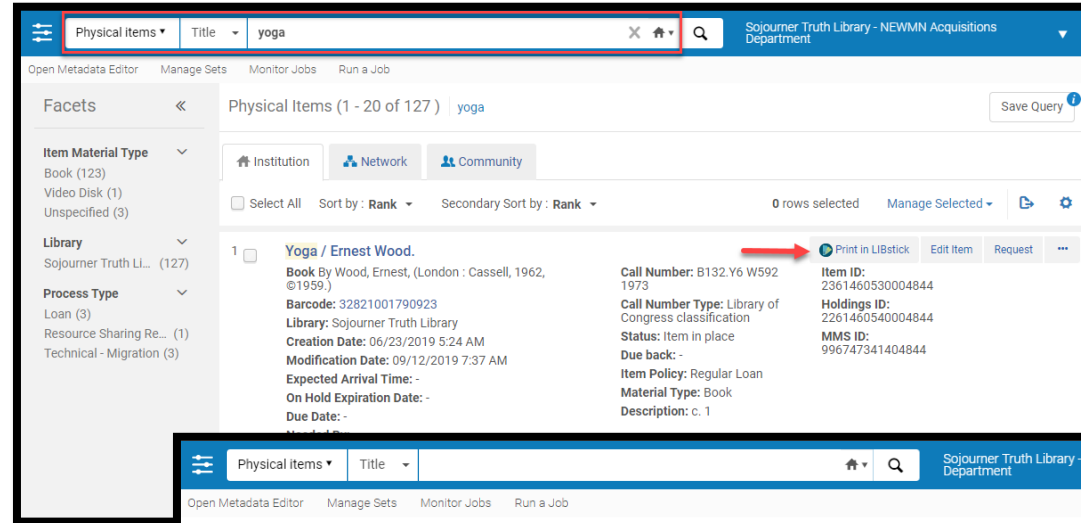 Physical items ▾ Title ▾ yoga
Sojourner Truth Library - NEWMN Acquisitions
Department
Open Metadata Editor Manage Sets Monitor Jobs Run a Job
Facets «
Item Material Type
Book (123)
Video Disk (1)
Unspecified (3)
Library
Sojourner Truth Li... (127)
Process Type
Loan (3)
Resource Sharing Re... (1)
Technical - Migration (3)
Physical Items (1 - 20 of 127 ) yoga
Save Query
Institution Network Community
Select All Sort by : Rank Secondary Sort by : Rank
0 rows selected Manage Selected
1 Yoga / Ernest Wood.
Print in LIBstick Edit Item Request ...
Book By Wood, Ernest, (London : Cassell, 1962,
©1959.)
Barcode: 32821001790923
Library: Sojourner Truth Library
Creation Date: 06/23/2019 5:24 AM
Modification Date: 09/12/2019 7:37 AM
Expected Arrival Time: -
On Hold Expiration Date: -
Due Date: -
Call Number: B132.Y6 W592
1973
Call Number Type: Library of
Congress classification
Status: Item in place
Due back: -
Item Policy: Regular Loan
Material Type: Book
Description: c. 1
Item ID:
2361460530004844
Holdings ID:
2261460540004844
MMS ID:
996747341404844
Physical items ▾ Title ▾
Sojourner Truth Library -
Department
Open Metadata Editor Manage Sets Monitor Jobs Run a Job